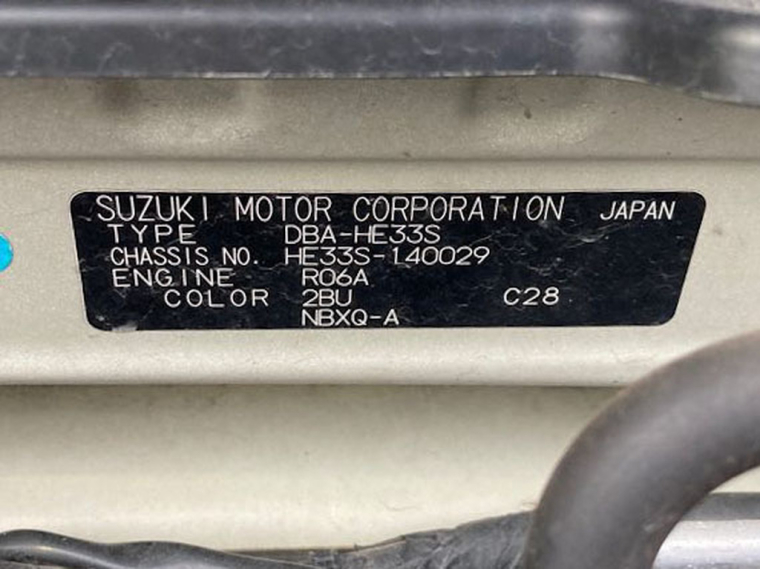 SUZUKI MOTOR CORPORATION JAPAN
TYPE DBA-HE33S
CHASSIS NO. HE33S-140029
ENGINE R06A
COLOR 2BU C28
NBXQ-A